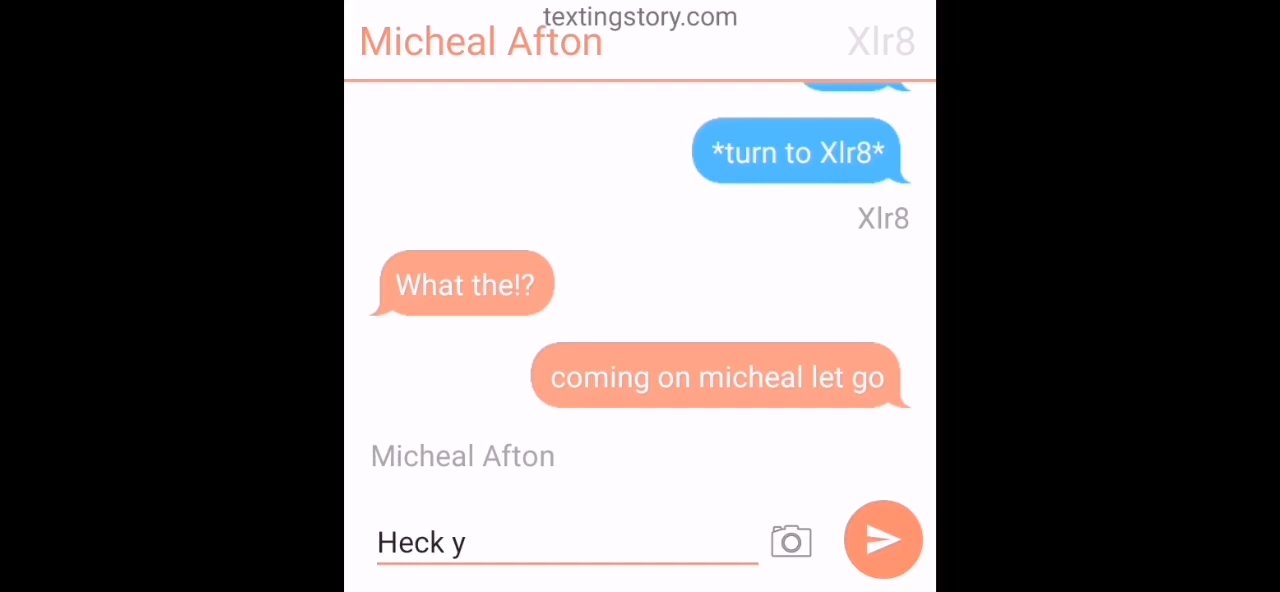 textingstory.com
Micheal Afton
Xlr8
*turn to Xlr8*
Xlr8
What the!?
coming on micheal let go
Micheal Afton
Heck y